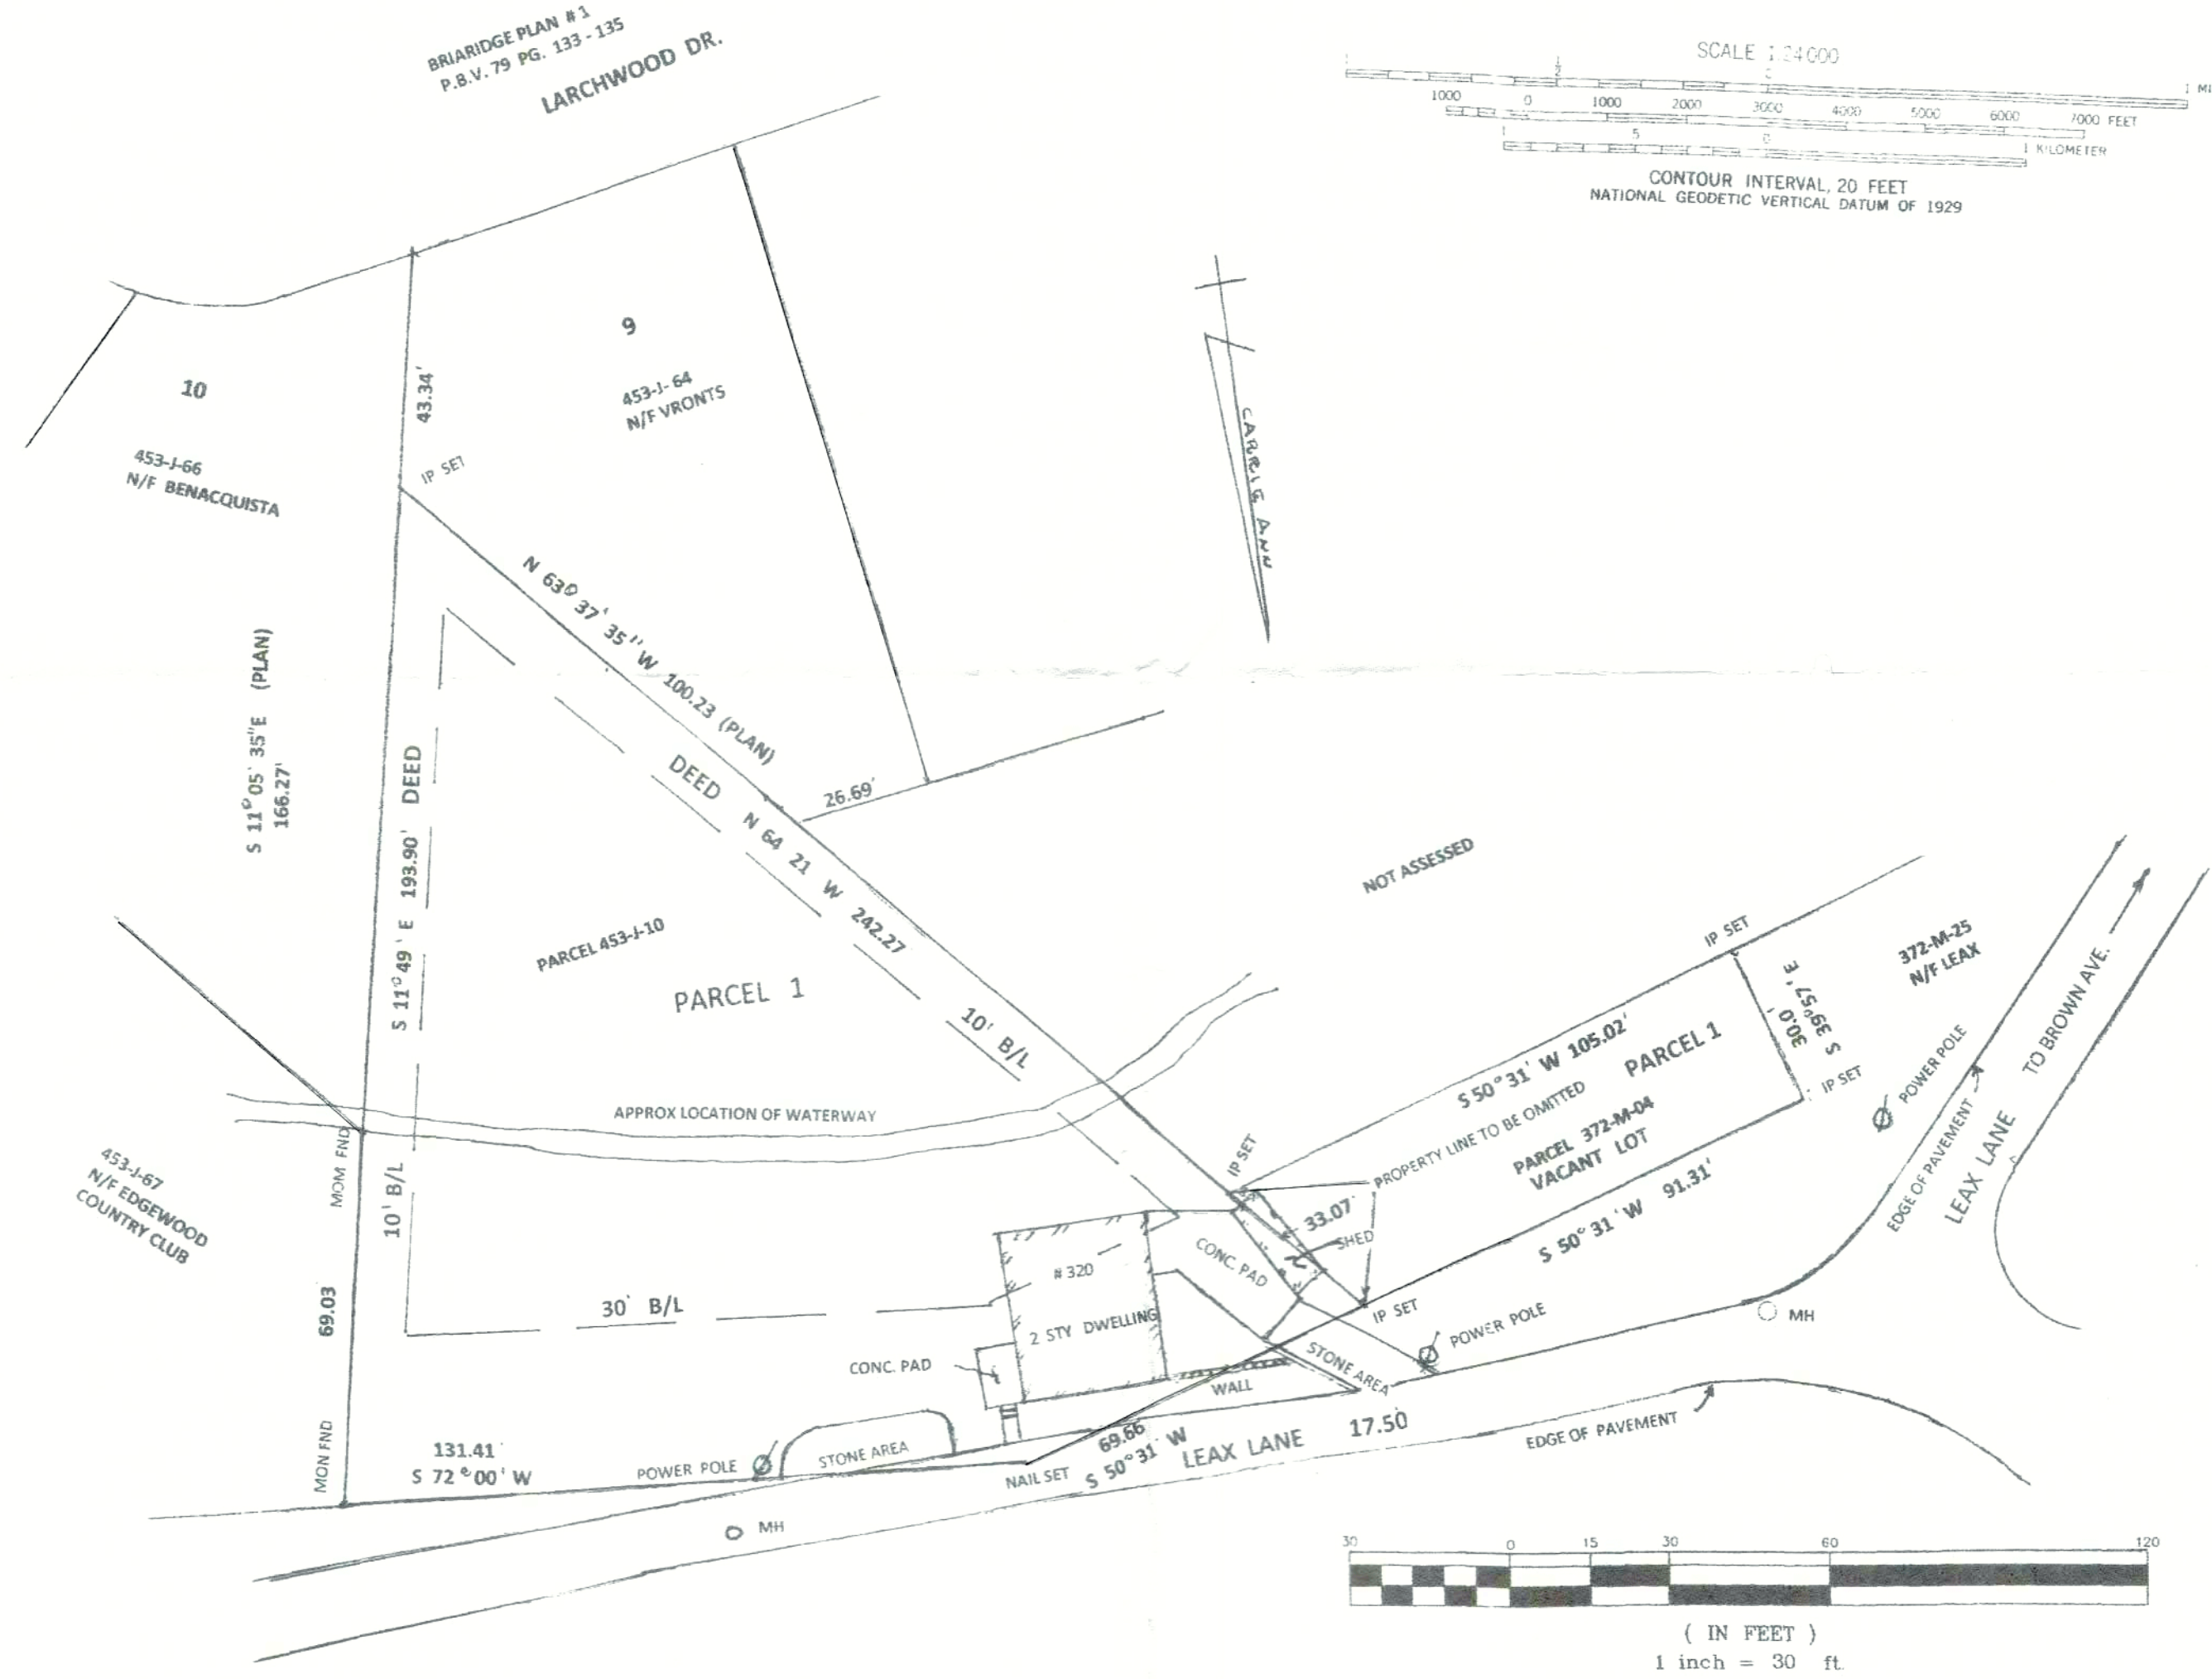 BRIARIDGE PLAN #1
P.B.V. 79 PG. 133 - 135
LARCHWOOD DR.
SCALE 1:24000
1 MI
1000 0 1000 2000 3000 4000 5000 6000 7000 FEET
1 5 0 1 KILOMETER
CONTOUR INTERVAL, 20 FEET
NATIONAL GEODETIC VERTICAL DATUM OF 1929
9
453-J-64
N/F VRONTS
10
453-J-66
N/F BENACQUISTA
43.34'
IP SET
N 63° 37' 35" W 100.23 (PLAN)
DEED N 64 21 W 242.27
26.69'
S 11° 05' 35"E (PLAN)
166.27'
S 11° 49' E 193.90' DEED
PARCEL 453-J-10
PARCEL 1
10' B/L
APPROX LOCATION OF WATERWAY
NOT ASSESSED
IP SET
372-M-25
N/F LEAX
S 39° 57' E
30.0'
IP SET
S 50° 31' W 105.02'
PARCEL 1
PROPERTY LINE TO BE OMITTED
PARCEL 372-M-04
VACANT LOT
S 50° 31' W 91.31'
POWER POLE
EDGE OF PAVEMENT
LEAX LANE
TO BROWN AVE.
MOM FND
10' B/L
453-J-67
N/F EDGEWOOD
COUNTRY CLUB
69.03
MON FND
IP SET
33.07'
SHED
CONC. PAD
# 320
2 STY DWELLING
30' B/L
CONC. PAD
IP SET
POWER POLE
MH
STONE AREA
WALL
131.41'
S 72° 00' W
POWER POLE
STONE AREA
NAIL SET
69.66
S 50° 31' W
LEAX LANE
17.50
EDGE OF PAVEMENT
MH
30 0 15 30 60 120
( IN FEET )
1 inch = 30 ft.